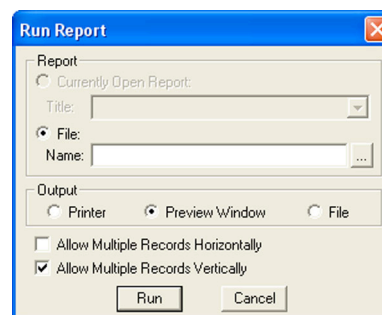 Run Report
Report
Currently Open Report:
Title:
File:
Name:
...
Output
Printer Preview Window File
Allow Multiple Records Horizontally
Allow Multiple Records Vertically
Run Cancel